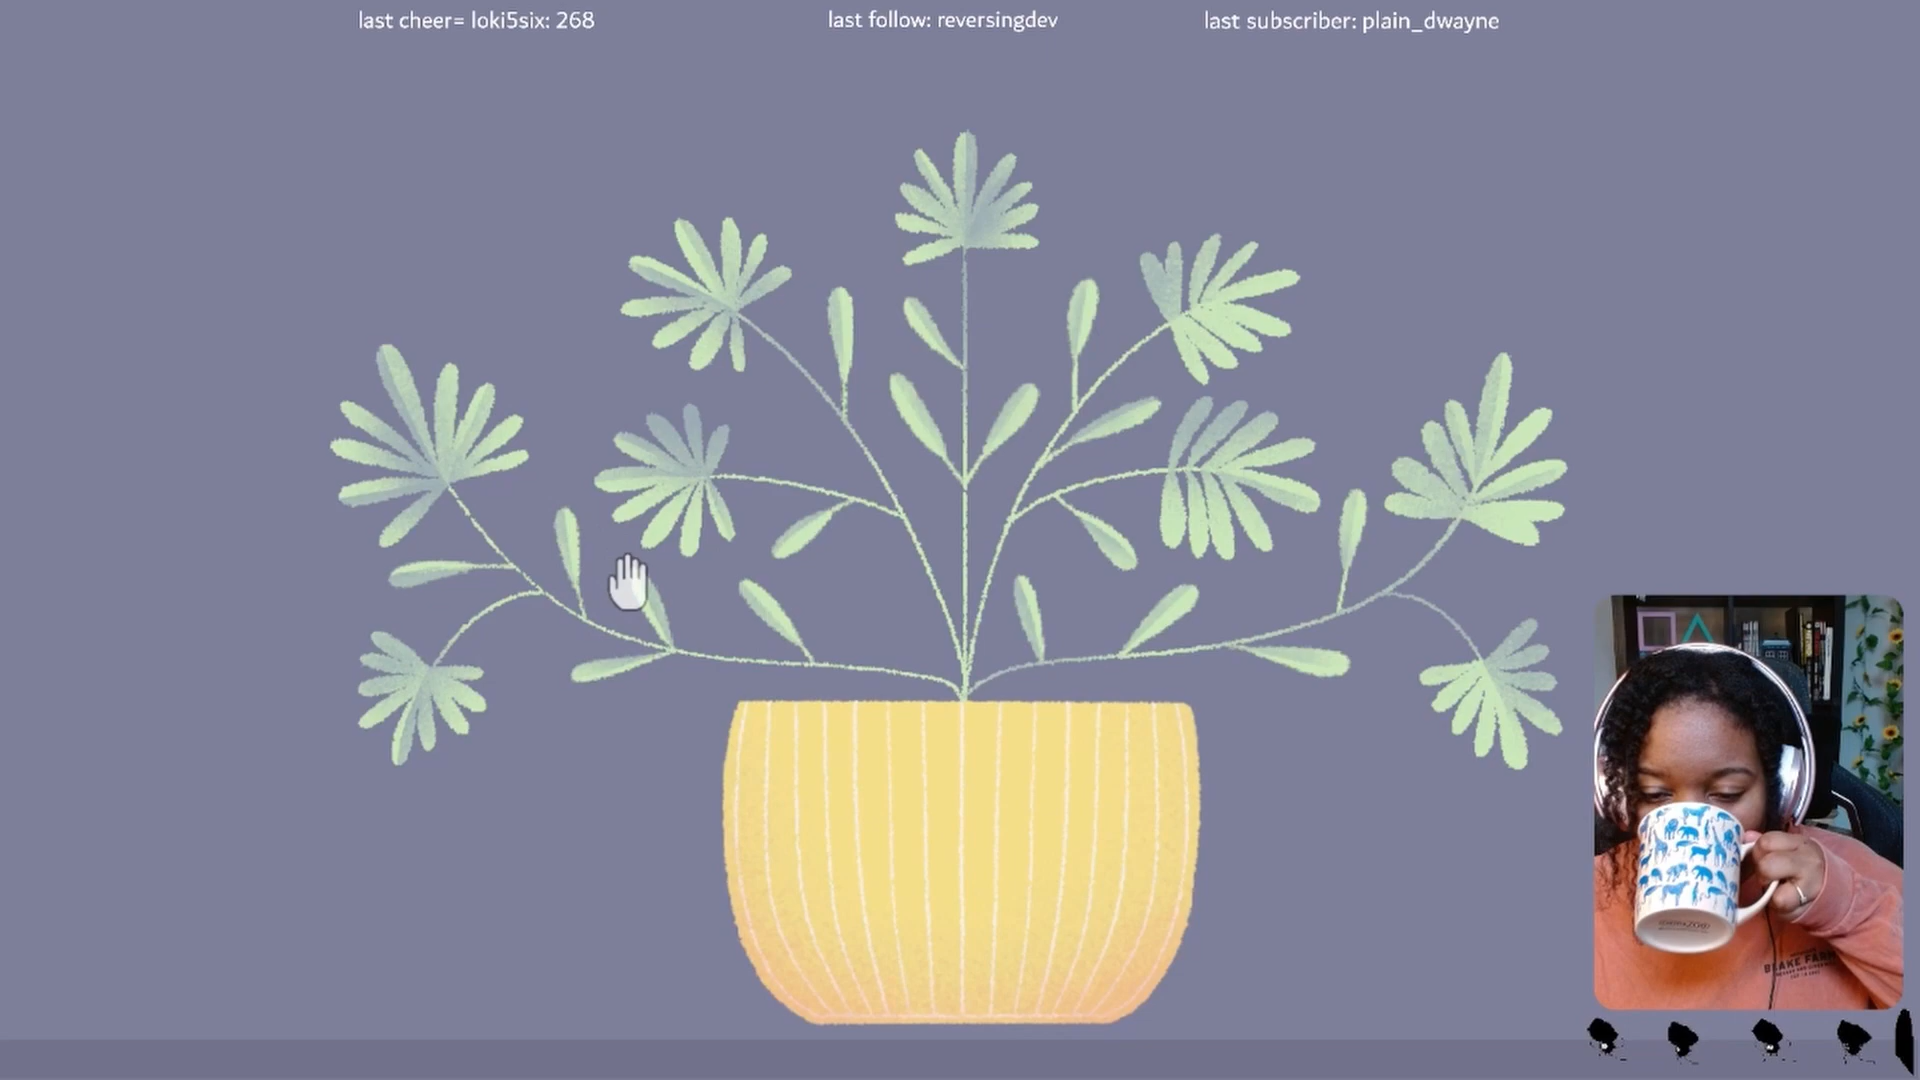 last cheer= loki5six: 268
last follow: reversingdev
last subscriber: plain_dwayne